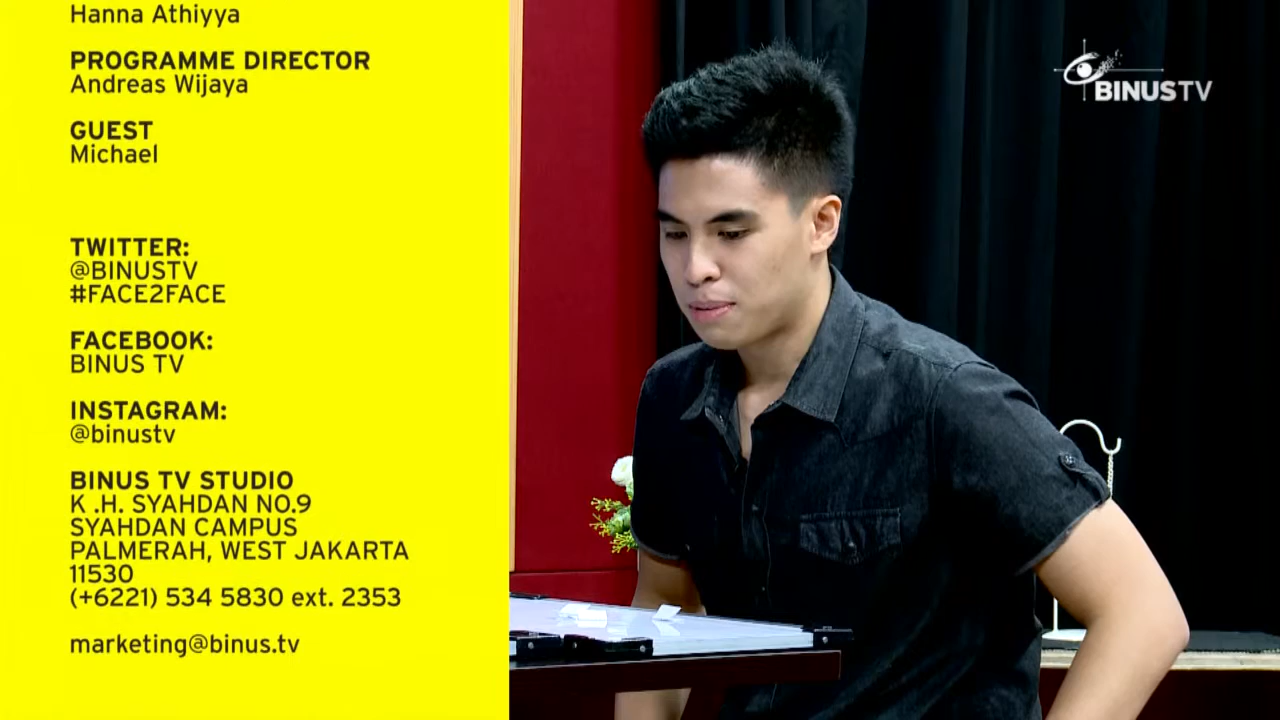 Hanna Athiyya
PROGRAMME DIRECTOR
Andreas Wijaya
GUEST
Michael
TWITTER:
@BINUSTV
#FACE2FACE
FACEBOOK:
BINUS TV
INSTAGRAM:
@binustv
BINUS TV STUDIO
K .H. SYAHDAN NO.9
SYAHDAN CAMPUS
PALMERAH, WEST JAKARTA
11530
(+6221) 534 5830 ext. 2353
marketing@binus.tv
BINUSTV